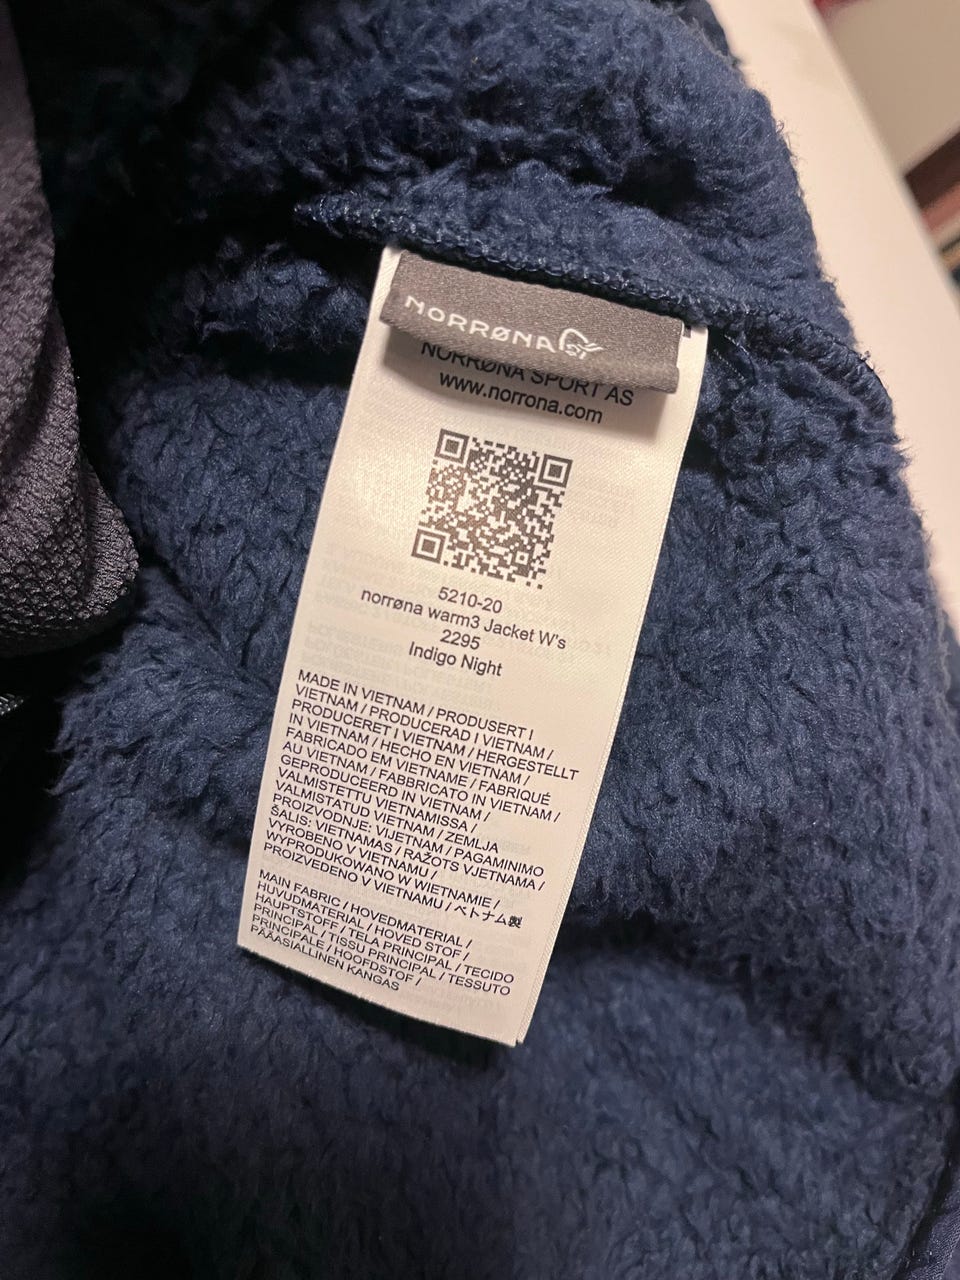 NORRØNA
NORRØNA SPORT AS
www.norrona.com
5210-20
norrøna warm3 Jacket W's
2295
Indigo Night
MADE IN VIETNAM / PRODUSERT I
VIETNAM / PRODUCERAD I VIETNAM /
PRODUCERET I VIETNAM / HERGESTELLT
IN VIETNAM / HECHO EN VIETNAM /
FABRICADO EM VIETNAME / FABRIQUÉ
AU VIETNAM / FABBRICATO IN VIETNAM /
GEPRODUCEERD IN VIETNAM /
VALMISTETTU VIETNAMISSA /
VALMISTATUD VIETNAM / ZEMLJA
PROIZVODNJE: VIJETNAM / PAGAMINIMO
ŠALIS: VIETNAMAS / RAŽOTS VJETNAMA /
VYROBENO V VIETNAMU /
WYPRODUKOWANO W WIETNAMIE /
PROIZVEDENO V VIETNAMU / ベトナム製
MAIN FABRIC / HOVEDMATERIAL /
HUVUDMATERIAL / HOVED STOF /
HAUPTSTOFF / TELA PRINCIPAL / TECIDO
PRINCIPAL / TISSU PRINCIPAL / TESSUTO
PRINCIPALE / HOOFDSTOF /
PÄÄASIALLINEN KANGAS